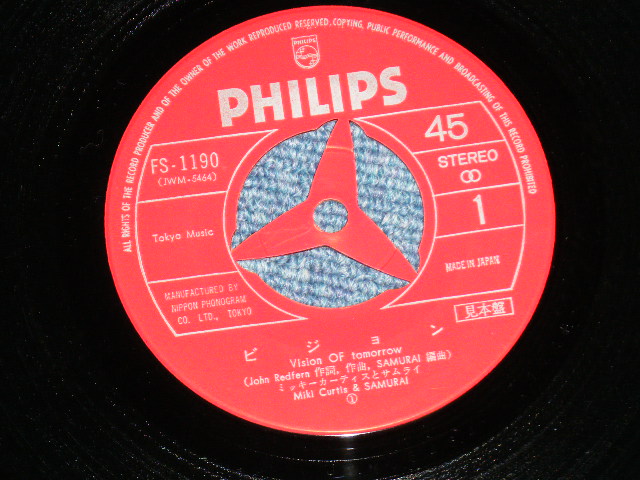 ALL RIGHTS OF THE RECORD PRODUCER AND OF THE OWNER OF THE WORK REPRODUCED RESERVED. COPYING, PUBLIC PERFORMANCE AND BROADCASTING OF THIS RECORD PROHIBITED
PHILIPS
PHILIPS
FS-1190
(JWM-5464)
45
STEREO
Tokyo Music
1
MANUFACTURED BY
NIPPON PHONOGRAM
CO. LTD., TOKYO
MADE IN JAPAN
見本盤
ビジョン
Vision OF tomorrow
(John Redfern 作詞、作曲, SAMURAI 編曲)
ミッキーカーティスとサムライ
Miki Curtis & SAMURAI
①